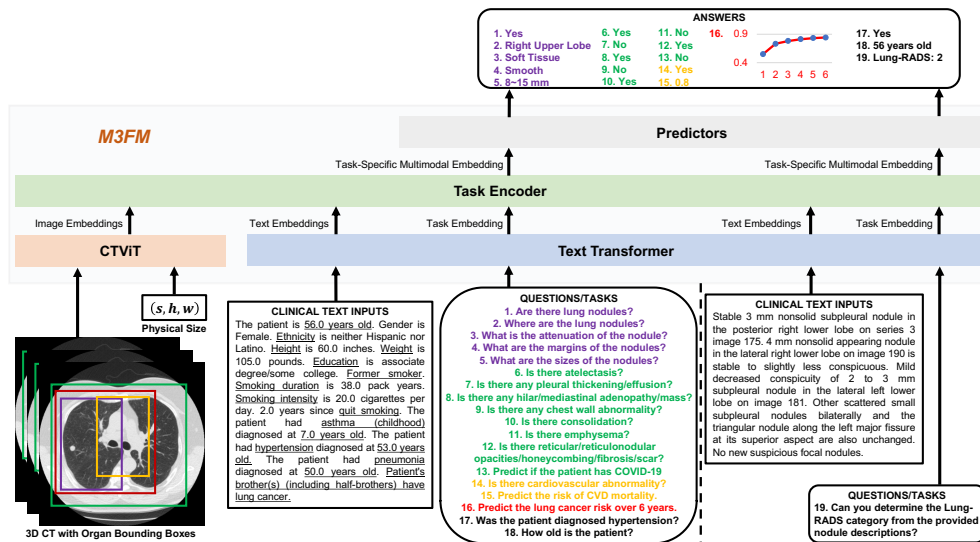 ANSWERS
1. Yes
2. Right Upper Lobe
3. Soft Tissue
4. Smooth
5. 8~15 mm
6. Yes
7. No
8. Yes
9. No
10. Yes
11. No
12. Yes
13. No
14. Yes
15. 0.8
16.
0.9
0.4
1 2 3 4 5 6
17. Yes
18. 56 years old
19. Lung-RADS: 2
M3FM
Predictors
Task-Specific Multimodal Embedding
Task-Specific Multimodal Embedding
Task Encoder
Image Embeddings
Text Embeddings
Task Embedding
Text Embeddings
Task Embedding
CTViT
Text Transformer
(s, h, w)
Physical Size
3D CT with Organ Bounding Boxes
CLINICAL TEXT INPUTS
The patient is 56.0 years old. Gender is
Female. Ethnicity is neither Hispanic nor
Latino. Height is 60.0 inches. Weight is
105.0 pounds. Education is associate
degree/some college. Former smoker.
Smoking duration is 38.0 pack years.
Smoking intensity is 20.0 cigarettes per
day. 2.0 years since quit smoking. The
patient had asthma (childhood)
diagnosed at 7.0 years old. The patient
had hypertension diagnosed at 53.0 years
old. The patient had pneumonia
diagnosed at 50.0 years old. Patient's
brother(s) (including half-brothers) have
lung cancer.
QUESTIONS/TASKS
1. Are there lung nodules?
2. Where are the lung nodules?
3. What is the attenuation of the nodule?
4. What are the margins of the nodules?
5. What are the sizes of the nodules?
6. Is there atelectasis?
7. Is there any pleural thickening/effusion?
8. Is there any hilar/mediastinal adenopathy/mass?
9. Is there any chest wall abnormality?
10. Is there consolidation?
11. Is there emphysema?
12. Is there reticular/reticulonodular
opacities/honeycombing/fibrosis/scar?
13. Predict if the patient has COVID-19
14. Is there cardiovascular abnormality?
15. Predict the risk of CVD mortality.
16. Predict the lung cancer risk over 6 years.
17. Was the patient diagnosed hypertension?
18. How old is the patient?
CLINICAL TEXT INPUTS
Stable 3 mm nonsolid subpleural nodule in
the posterior right lower lobe on series 3
image 175. 4 mm nonsolid appearing nodule
in the lateral right lower lobe on image 190 is
stable to slightly less conspicuous. Mild
decreased conspicuity of 2 to 3 mm
subpleural nodule in the lateral left lower
lobe on image 181. Other scattered small
subpleural nodules bilaterally and the
triangular nodule along the left major fissure
at its superior aspect are also unchanged.
No new suspicious focal nodules.
QUESTIONS/TASKS
19. Can you determine the Lung-
RADS category from the provided
nodule descriptions?